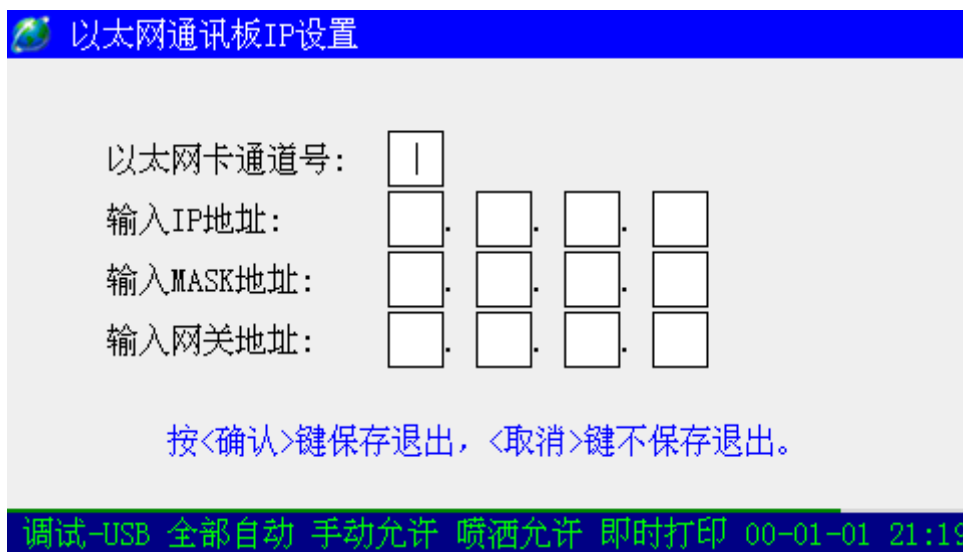 以太网通讯板IP设置
以太网卡通道号:
输入IP地址:
. . .
输入MASK地址:
. . .
输入网关地址:
. . .
按<确认>键保存退出，<取消>键不保存退出。
调试-USB 全部自动 手动允许 喷洒允许 即时打印 00-01-01 21:19